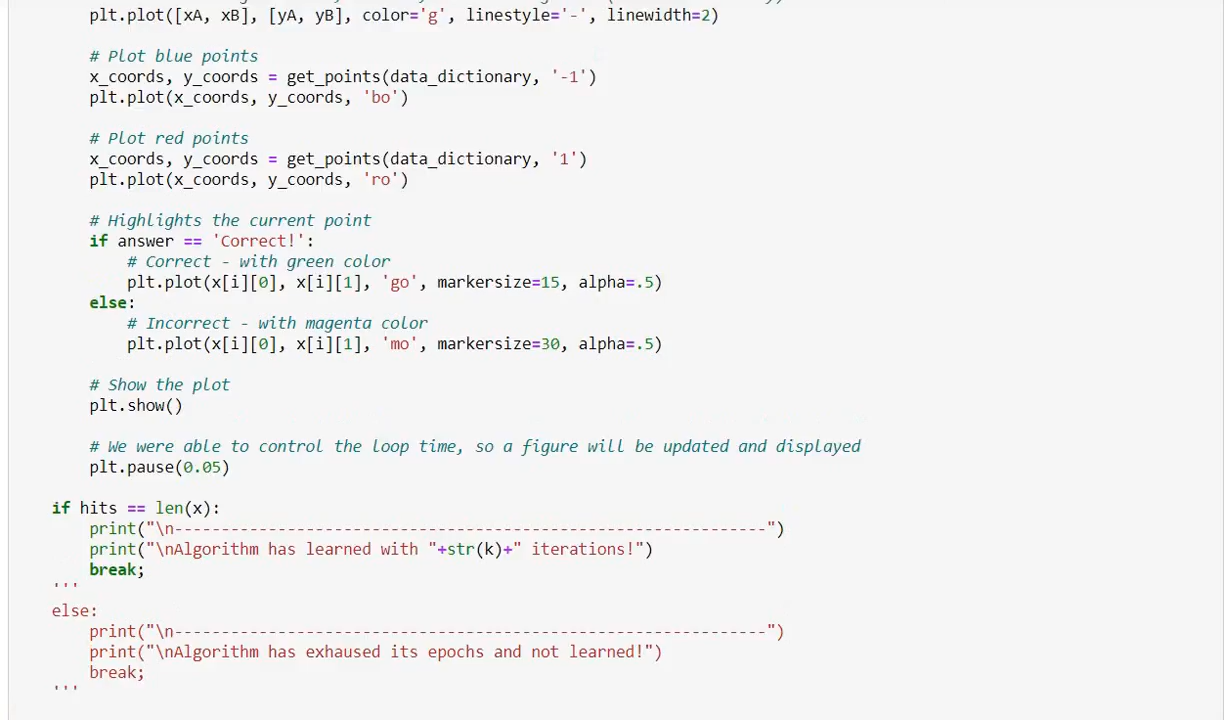 plt.plot([xA, xB], [yA, yB], color='g', linestyle='-', linewidth=2)
# Plot blue points
x_coords, y_coords = get_points(data_dictionary, '-1')
plt.plot(x_coords, y_coords, 'bo')
# Plot red points
x_coords, y_coords = get_points(data_dictionary, '1')
plt.plot(x_coords, y_coords, 'ro')
# Highlights the current point
if answer == 'Correct!':
# Correct - with green color
plt.plot(x[i][0], x[i][1], 'go', markersize=15, alpha=.5)
else:
# Incorrect - with magenta color
plt.plot(x[i][0], x[i][1], 'mo', markersize=30, alpha=.5)
# Show the plot
plt.show()
# We were able to control the loop time, so a figure will be updated and displayed
plt.pause(0.05)
if hits == len(x):
print("\n---------------------------------------------------------------")
print("\nAlgorithm has learned with "+str(k)+" iterations!")
break;
'''
else:
print("\n---------------------------------------------------------------")
print("\nAlgorithm has exhaused its epochs and not learned!")
break;
'''